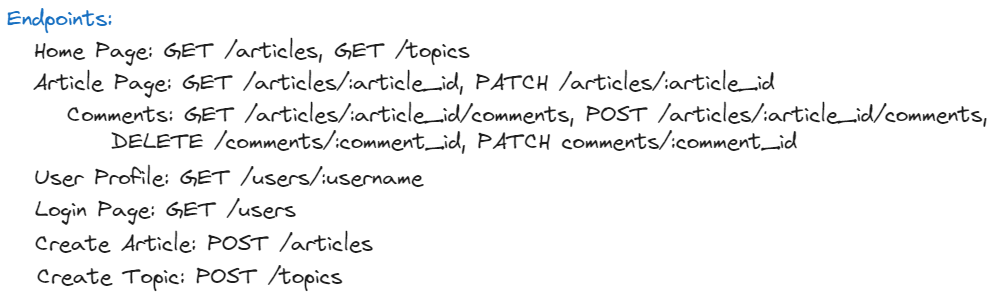 Endpoints:
Home Page: GET /articles, GET /topics
Article Page: GET /articles/:article_id, PATCH /articles/:article_id
Comments: GET /articles/:article_id/comments, POST /articles/:article_id/comments,
DELETE /comments/:comment_id, PATCH comments/:comment_id
User Profile: GET /users/:username
Login Page: GET /users
Create Article: POST /articles
Create Topic: POST /topics